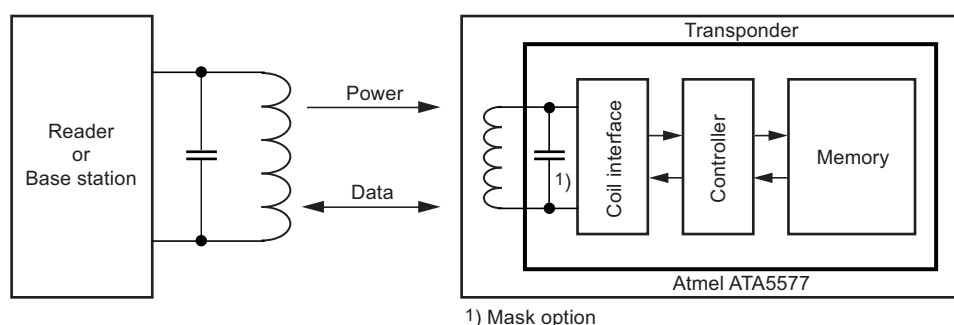 Reader
or
Base station
Power
Data
Transponder
1)
Coil interface
Controller
Memory
Atmel ATA5577
1) Mask option